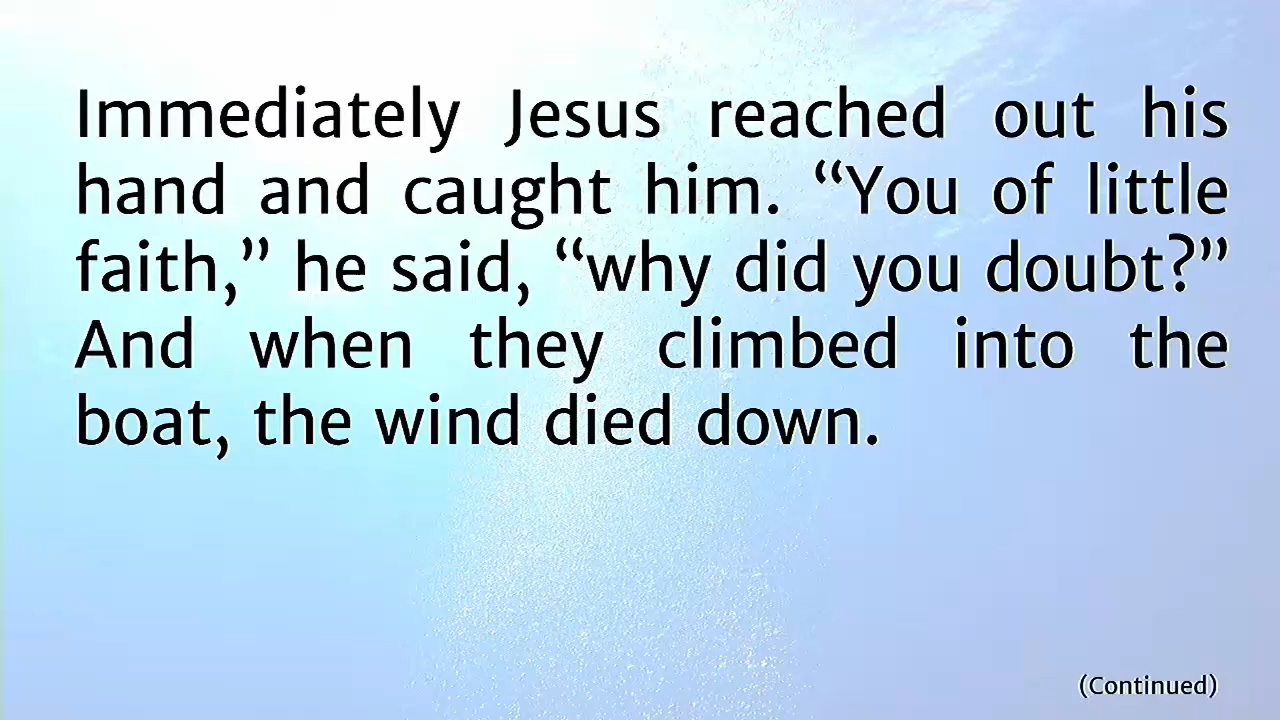 Immediately Jesus reached out his
hand and caught him. “You of little
faith,” he said, “why did you doubt?”
And when they climbed into the
boat, the wind died down.
(Continued)